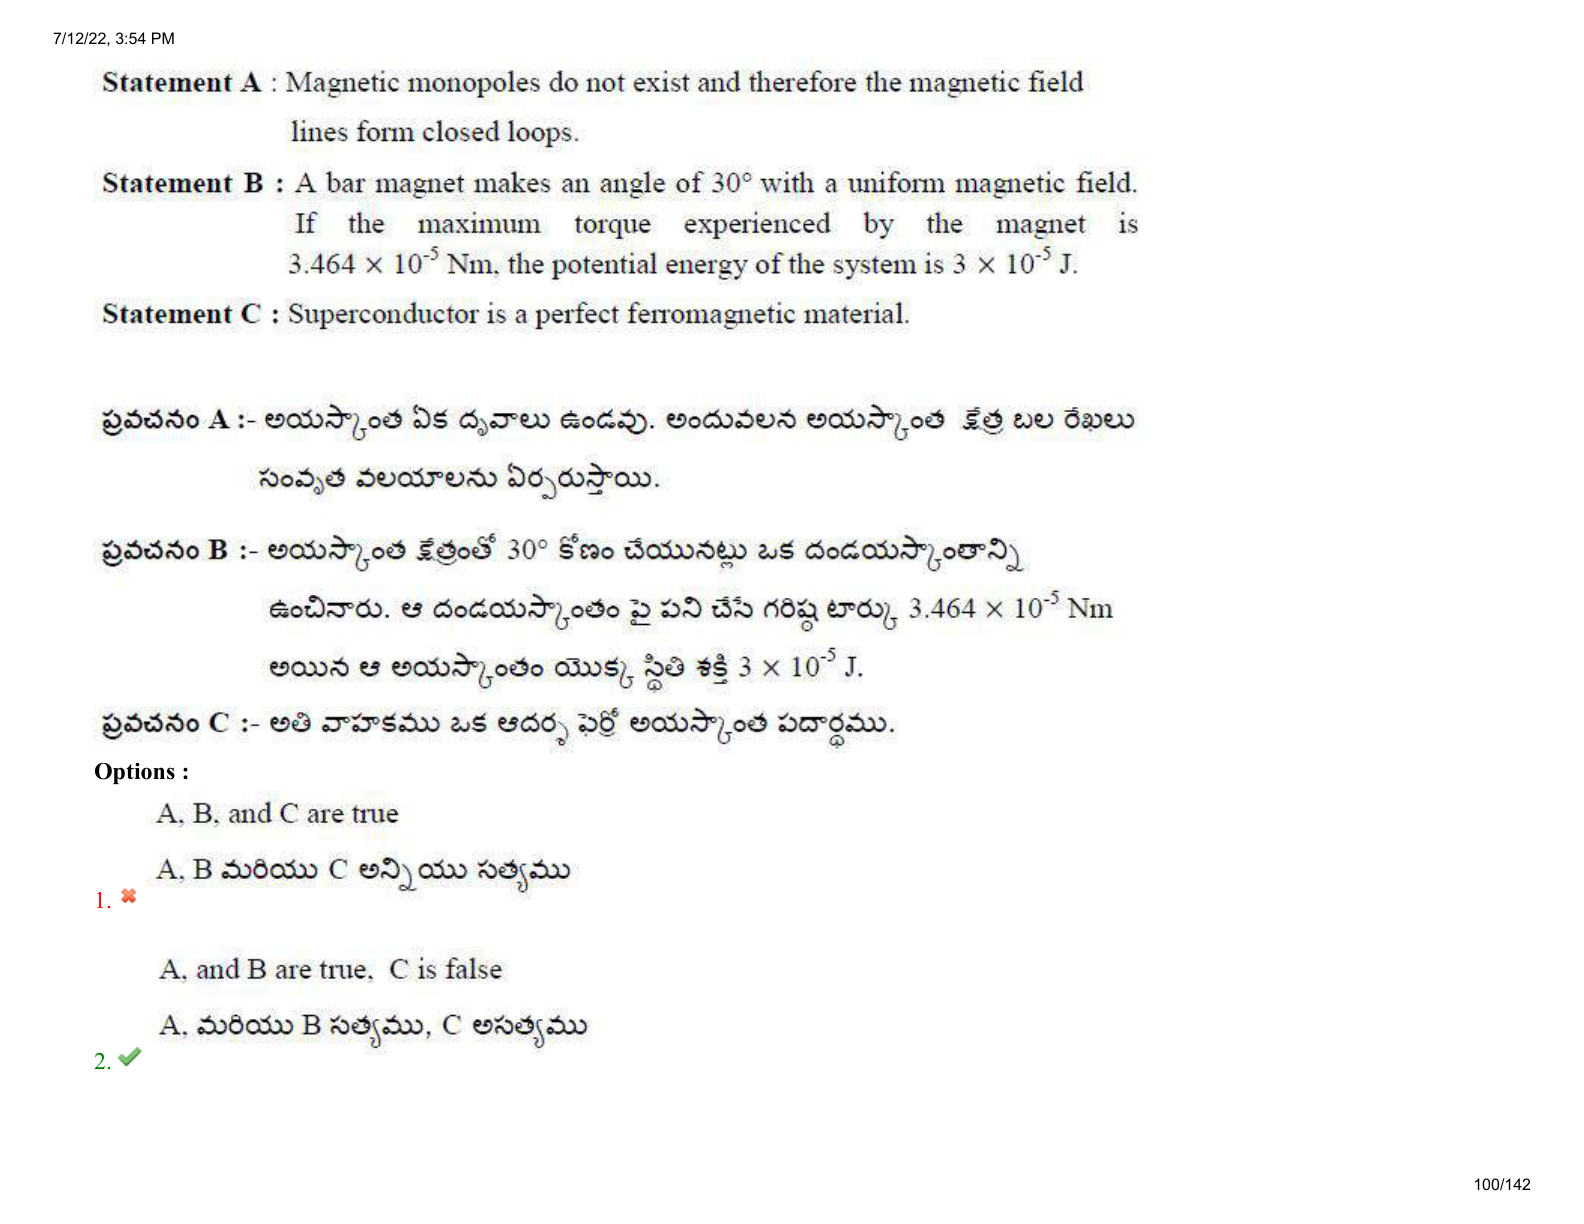 7/12/22, 3:54 PM
Statement A : Magnetic monopoles do not exist and therefore the magnetic field
lines form closed loops.
Statement B : A bar magnet makes an angle of 30° with a uniform magnetic field.
If the maximum torque experienced by the magnet is
3.464 × 10⁻⁵ Nm, the potential energy of the system is 3 × 10⁻⁵ J.
Statement C : Superconductor is a perfect ferromagnetic material.
ప్రవచనం A :- అయస్కాంత ఏక దృవాలు ఉండవు. అందువలన అయస్కాంత క్షేత్ర బల రేఖలు
సంవృత వలయాలను ఏర్పరుస్తాయి.
ప్రవచనం B :- అయస్కాంత క్షేత్రంతో 30° కోణం చేయునట్లు ఒక దండయస్కాంతాన్ని
ఉంచినారు. ఆ దండయస్కాంతం పై పని చేసే గరిష్ఠ టార్కు 3.464 × 10⁻⁵ Nm
అయిన ఆ అయస్కాంతం యొక్క స్థితి శక్తి 3 × 10⁻⁵ J.
ప్రవచనం C :- అతి వాహకము ఒక ఆదర్శ ఫెర్రో అయస్కాంత పదార్థము.
Options :
A, B, and C are true
A, B మరియు C అన్నియు సత్యము
1.
A, and B are true, C is false
A, మరియు B సత్యము, C అసత్యము
2.
100/142